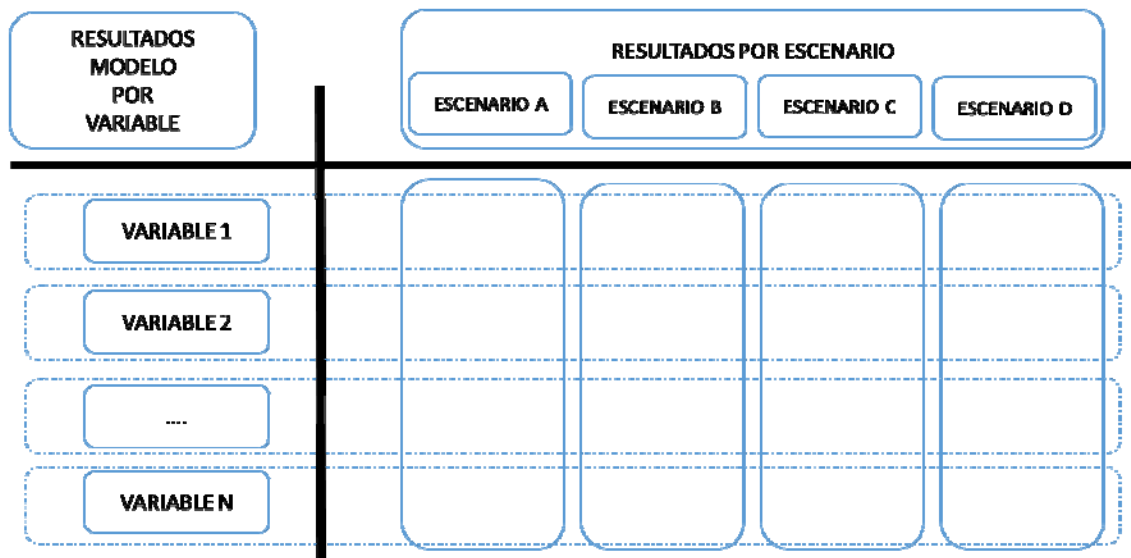 RESULTADOS
MODELO
POR
VARIABLE
RESULTADOS POR ESCENARIO
ESCENARIO A
ESCENARIO B
ESCENARIO C
ESCENARIO D
VARIABLE 1
VARIABLE 2
....
VARIABLE N